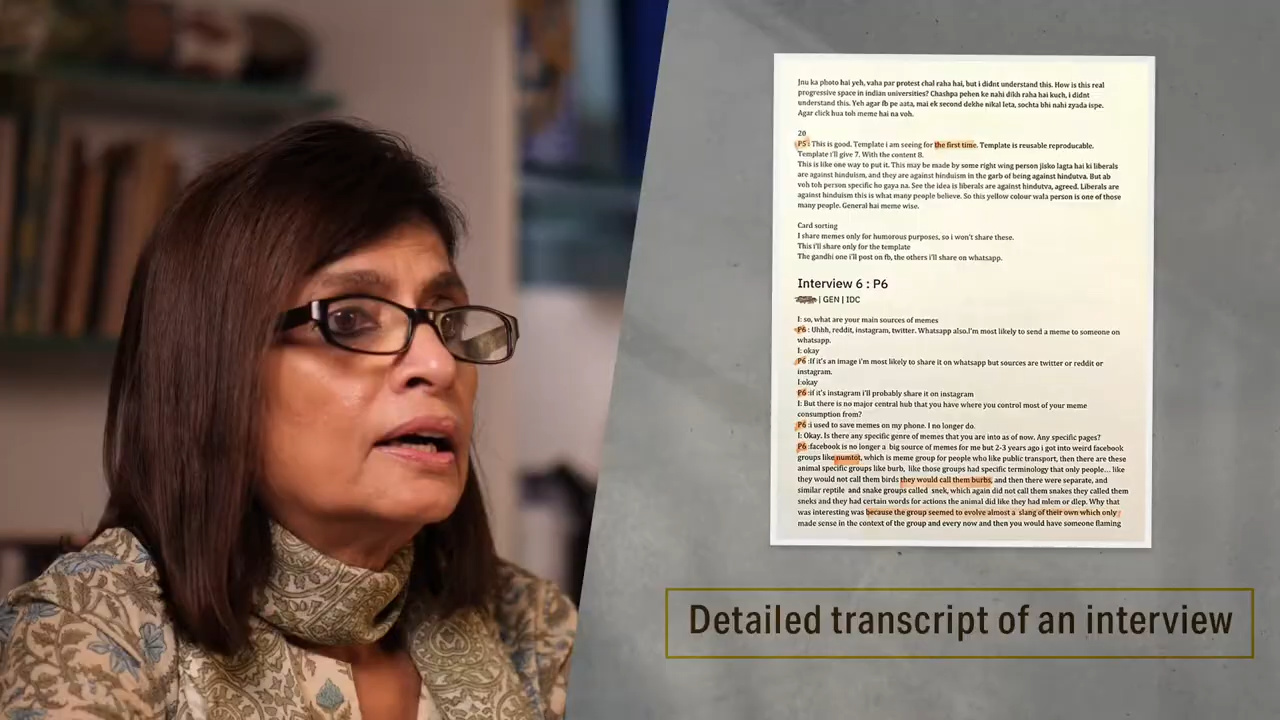 Jnu ka photo hai yeh, vaha par protest chal raha hai, but i didnt understand this. How is this real
progressive space in indian universities? Chashpa pehen ke nahi dikh raha hai kuch, i didnt
understand this. Yeh agar fb pe aata, mai ek second dekhe nikal leta, sochta bhi nahi zyada ispe.
Agar click hua toh meme hai na voh.
20
P5: This is good. Template i am seeing for the first time. Template is reusable reproducable.
Template i'll give 7. With the content 8.
This is like one way to put it. This may be made by some right wing person jisko lagta hai ki liberals
are against hinduism, and they are against hinduism in the garb of being against hindutva. But ab
voh toh person specific ho gaya na. See the idea is liberals are against hindutva, agreed. Liberals are
against hinduism this is what many people believe. So this yellow colour wala person is one of those
many people. General hai meme wise.
Card sorting
I share memes only for humorous purposes, so i won't share these.
This i'll share only for the template
The gandhi one i'll post on fb, the others i'll share on whatsapp.
Interview 6 : P6
| GEN | IDC
I: so, what are your main sources of memes
P6 : Uhhh, reddit, instagram, twitter. Whatsapp also.I'm most likely to send a meme to someone on
whatsapp.
I: okay
P6 :If it's an image i'm most likely to share it on whatsapp but sources are twitter or reddit or
instagram.
I:okay
P6 :if it's instagram i'll probably share it on instagram
I: But there is no major central hub that you have where you control most of your meme
consumption from?
P6 :i used to save memes on my phone. I no longer do.
I: Okay. Is there any specific genre of memes that you are into as of now. Any specific pages?
P6 :facebook is no longer a big source of memes for me but 2-3 years ago i got into weird facebook
groups like numtot, which is meme group for people who like public transport, then there are these
animal specific groups like burb, like those groups had specific terminology that only people... like
they would not call them birds they would call them burbs, and then there were separate, and
similar reptile and snake groups called snek, which again did not call them snakes they called them
sneks and they had certain words for actions the animal did like they had mlem or dlep. Why that
was interesting was because the group seemed to evolve almost a slang of their own which only
made sense in the context of the group and every now and then you would have someone flaming
Detailed transcript of an interview